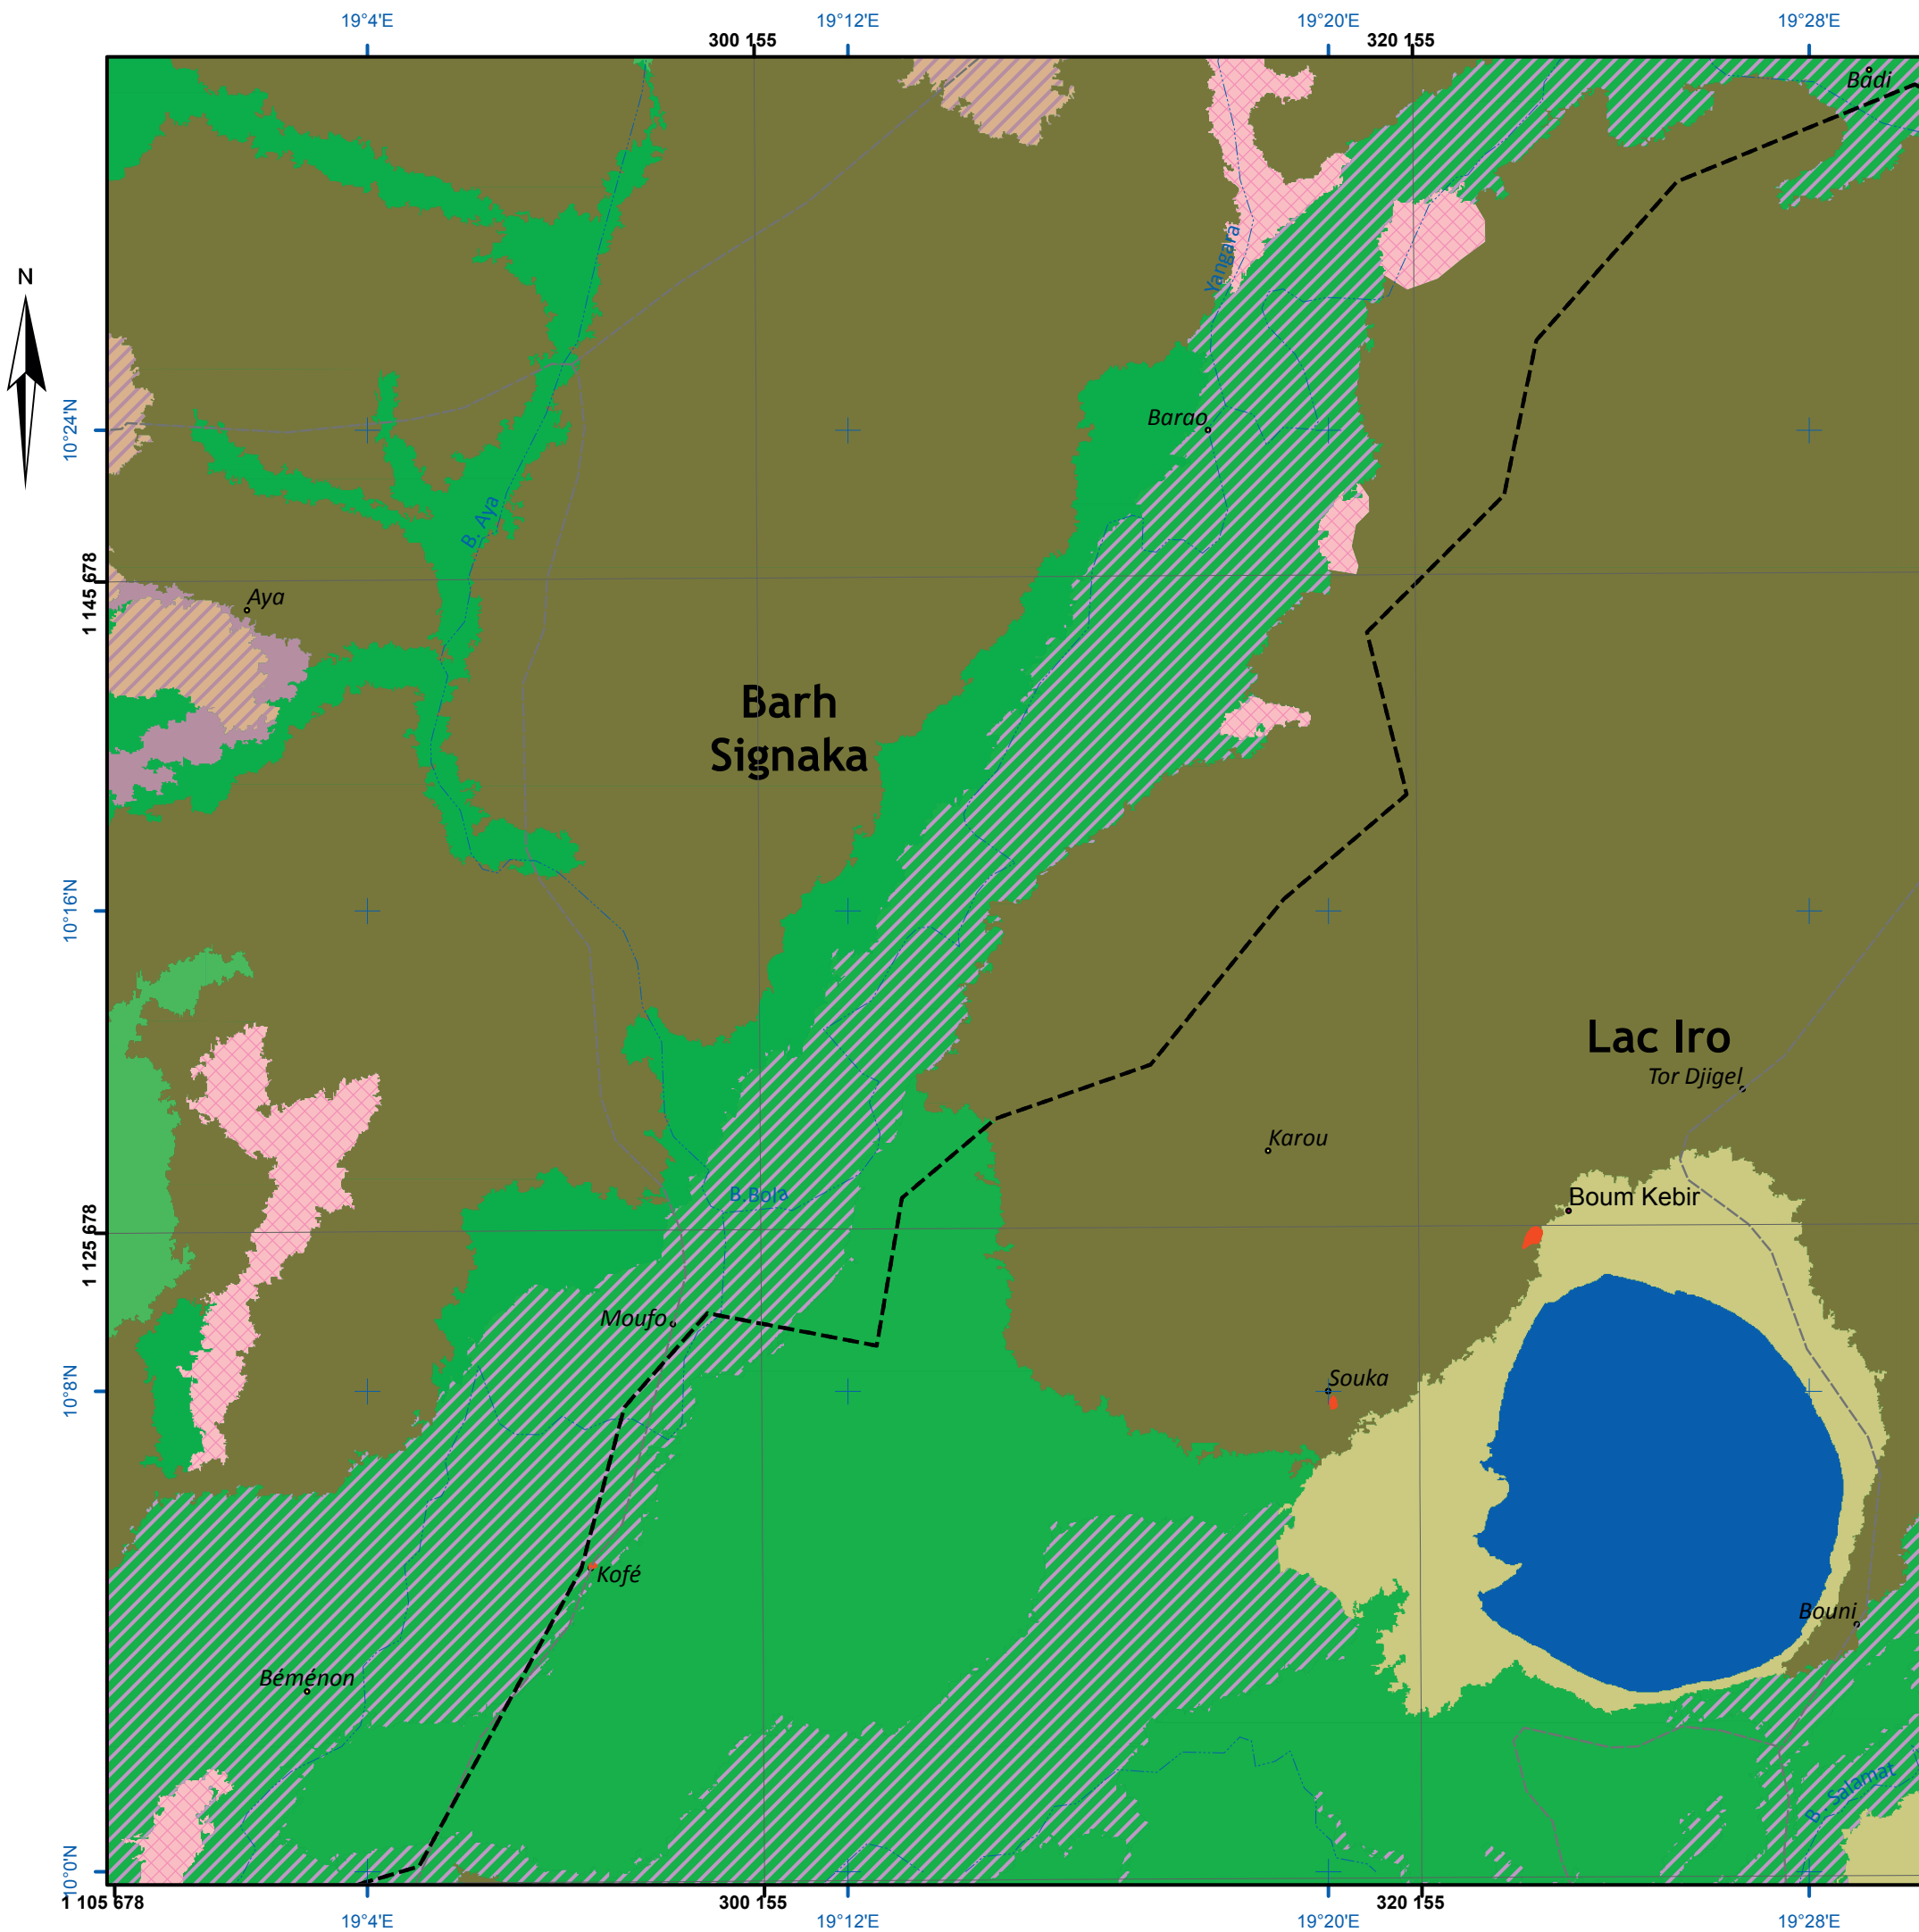 19°4'E 19°12'E 19°20'E 19°28'E
300 155 320 155
Badi
N
Yangara
10°24'N
Barao
B. Aya
1 145 678
Aya
Barh
Signaka
10°16'N
Lac Iro
Tor Djigel
Karou
B.Bola
Boum Kebir
1 125 678
Moufo
10°8'N
Souka
Kofé
Bouni
Béménon
B. Salamat
10°0'N
1 105 678 300 155 320 155
19°4'E 19°12'E 19°20'E 19°28'E